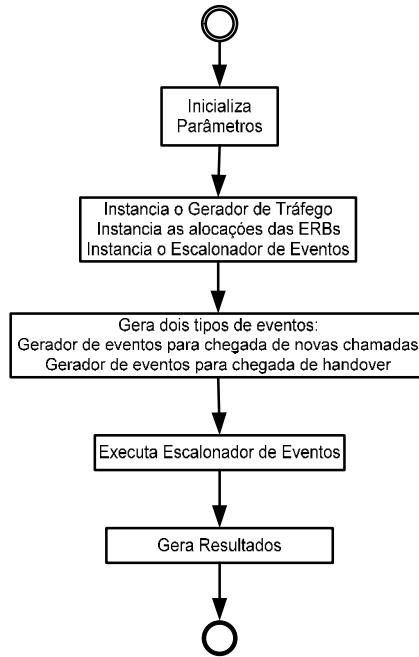 Inicializa
Parâmetros
Instancia o Gerador de Tráfego
Instancia as alocações das ERBs
Instancia o Escalonador de Eventos
Gera dois tipos de eventos:
Gerador de eventos para chegada de novas chamadas
Gerador de eventos para chegada de handover
Executa Escalonador de Eventos
Gera Resultados